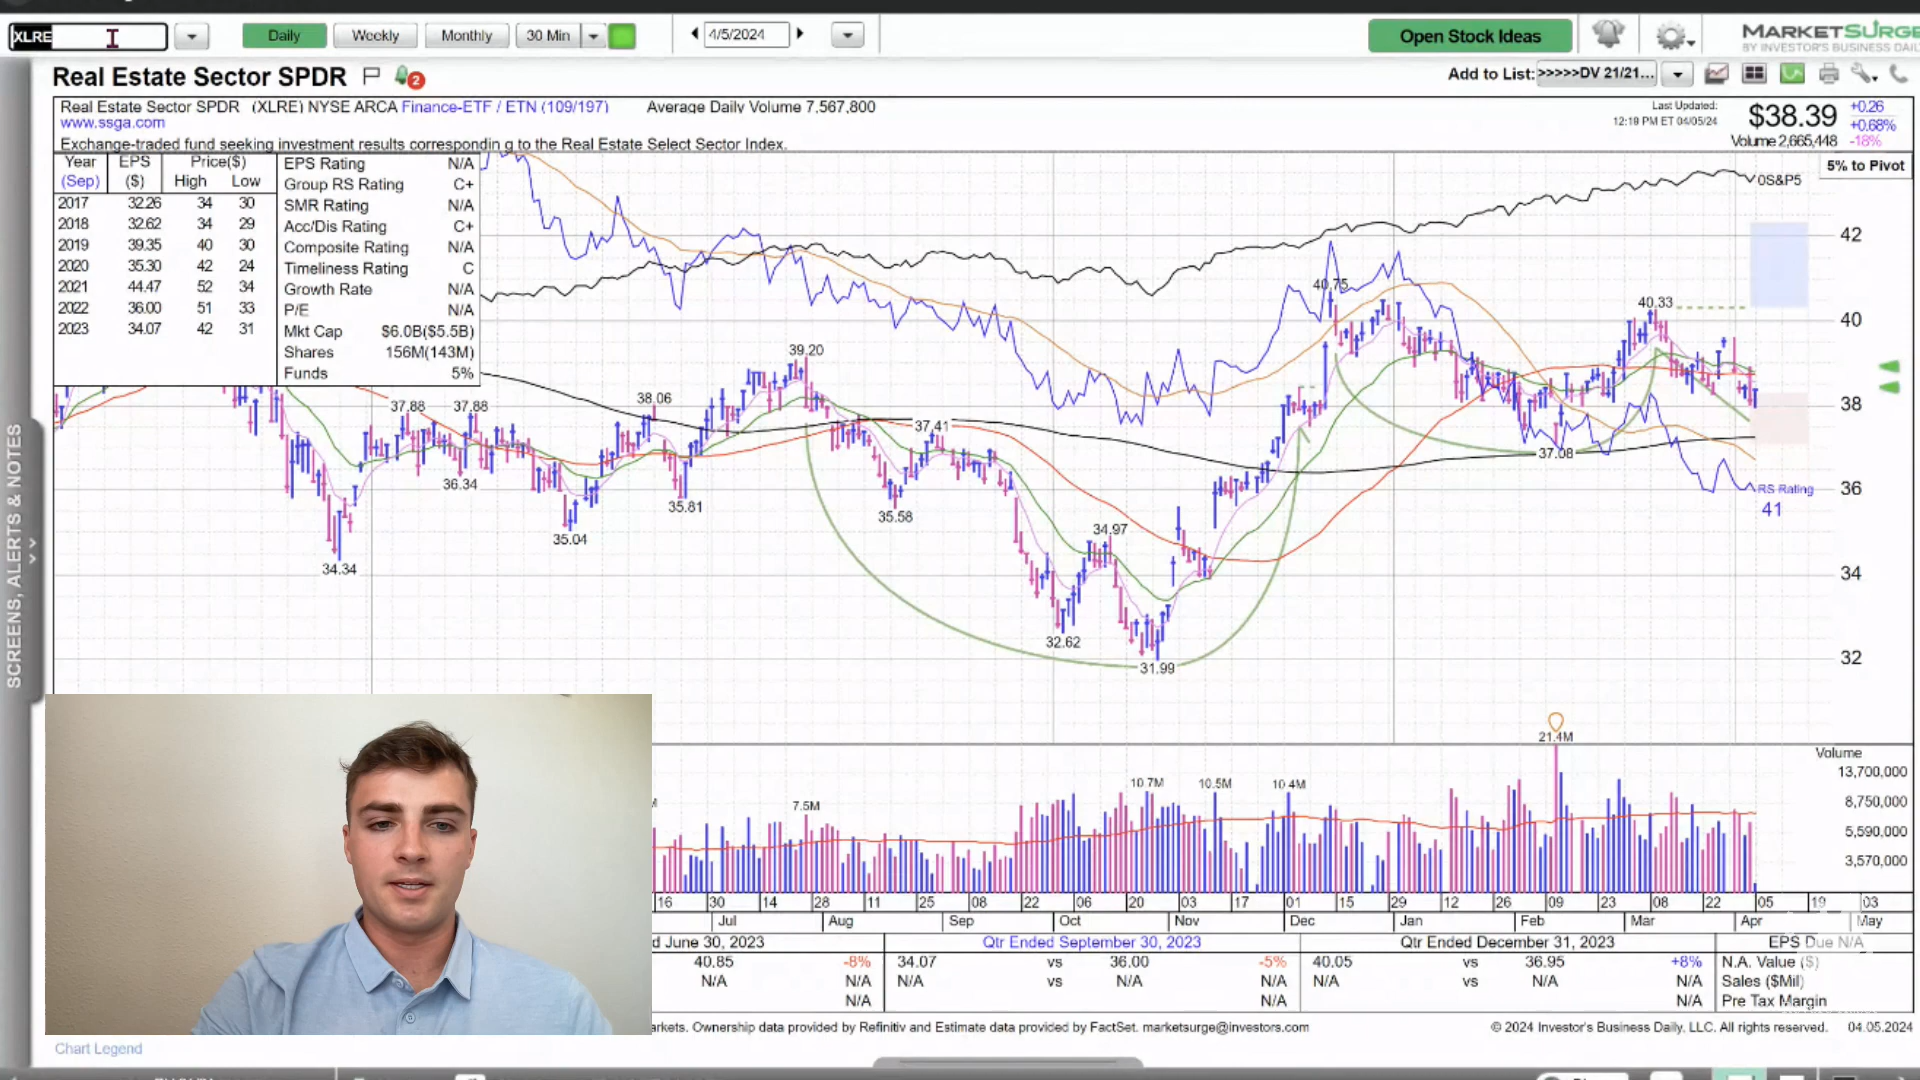 XLRE
Daily
Weekly
Monthly
30 Min
4/5/2024
Open Stock Ideas
MARKETSURGE
BY INVESTOR'S BUSINESS DAILY
Real Estate Sector SPDR
2
Add to List: >>>>>DV 21/21...
Real Estate Sector SPDR (XLRE) NYSE ARCA Finance-ETF / ETN (109/197) Average Daily Volume 7,567,800
www.ssga.com
Exchange-traded fund seeking investment results correspondin g to the Real Estate Select Sector Index.
Last Updated:
12:19 PM ET 04/05/24
$38.39
+0.26
+0.68%
Volume 2,665,448 -18%
5% to Pivot
Year EPS Price($)
(Sep) ($) High Low
2017 32.26 34 30
2018 32.62 34 29
2019 39.35 40 30
2020 35.30 42 24
2021 44.47 52 34
2022 36.00 51 33
2023 34.07 42 31
EPS Rating N/A
Group RS Rating C+
SMR Rating N/A
Acc/Dis Rating C+
Composite Rating N/A
Timeliness Rating C
Growth Rate N/A
P/E N/A
Mkt Cap $6.0B($5.5B)
Shares 156M(143M)
Funds 5%
0S&P5
42
40.75
40.33
40
39.20
38.06
37.88
37.88
38
37.41
37.08
36.34
35.81
35.58
36
RS Rating
41
35.04
34.97
34.34
34
32.62
31.99
32
SCREENS, ALERTS & NOTES
21.4M
Volume
10.7M
10.5M
10.4M
7.5M
13,700,000
8,750,000
5,590,000
3,570,000
16 30 14 28 11 25 08 22 06 20 03 17 01 15 29 12 26 09 23 08 22 05 19 03
Jul Aug Sep Oct Nov Dec Jan Feb Mar Apr May
d June 30, 2023
Qtr Ended September 30, 2023
Qtr Ended December 31, 2023
EPS Due N/A
40.85 -8% 34.07 vs 36.00 -5% 40.05 vs 36.95 +8% N.A. Value ($)
N/A N/A N/A vs N/A N/A N/A vs N/A N/A Sales ($Mil)
N/A N/A N/A Pre Tax Margin
arkets. Ownership data provided by Refinitiv and Estimate data provided by FactSet. marketsurge@investors.com
© 2024 Investor's Business Daily, LLC. All rights reserved. 04.05.2024
Chart Legend